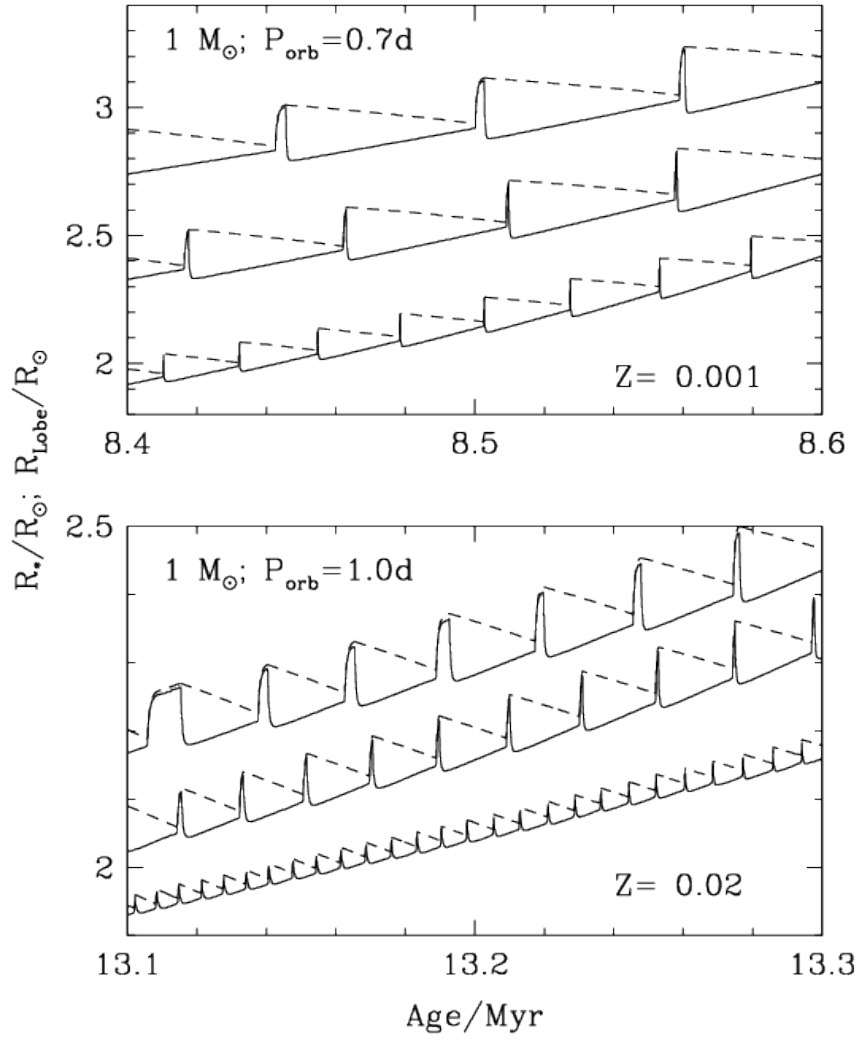 1 M☉; P_orb=0.7d
3
2.5
2
Z= 0.001
8.4 8.5 8.6
R*/R☉; R_Lobe/R☉
2.5
1 M☉; P_orb=1.0d
2
Z= 0.02
13.1 13.2 13.3
Age/Myr